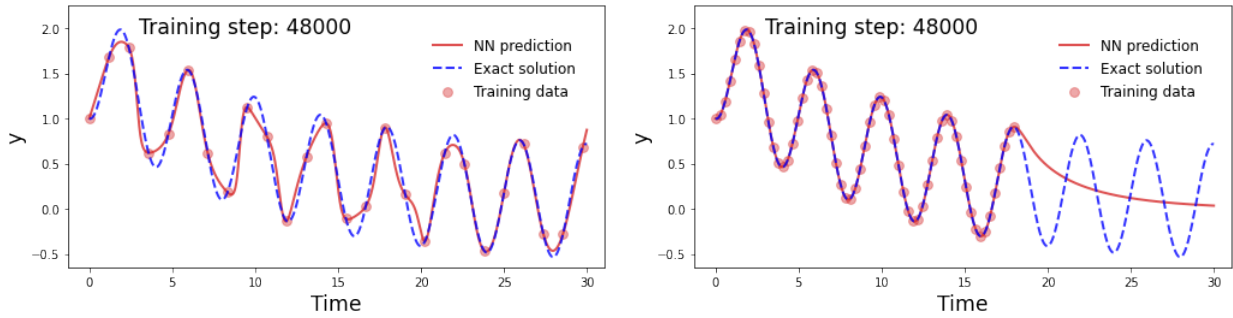 Training step: 48000
NN prediction
Exact solution
Training data
y
2.0
1.5
1.0
0.5
0.0
−0.5
0 5 10 15 20 25 30
Time
Training step: 48000
NN prediction
Exact solution
Training data
y
2.0
1.5
1.0
0.5
0.0
−0.5
0 5 10 15 20 25 30
Time